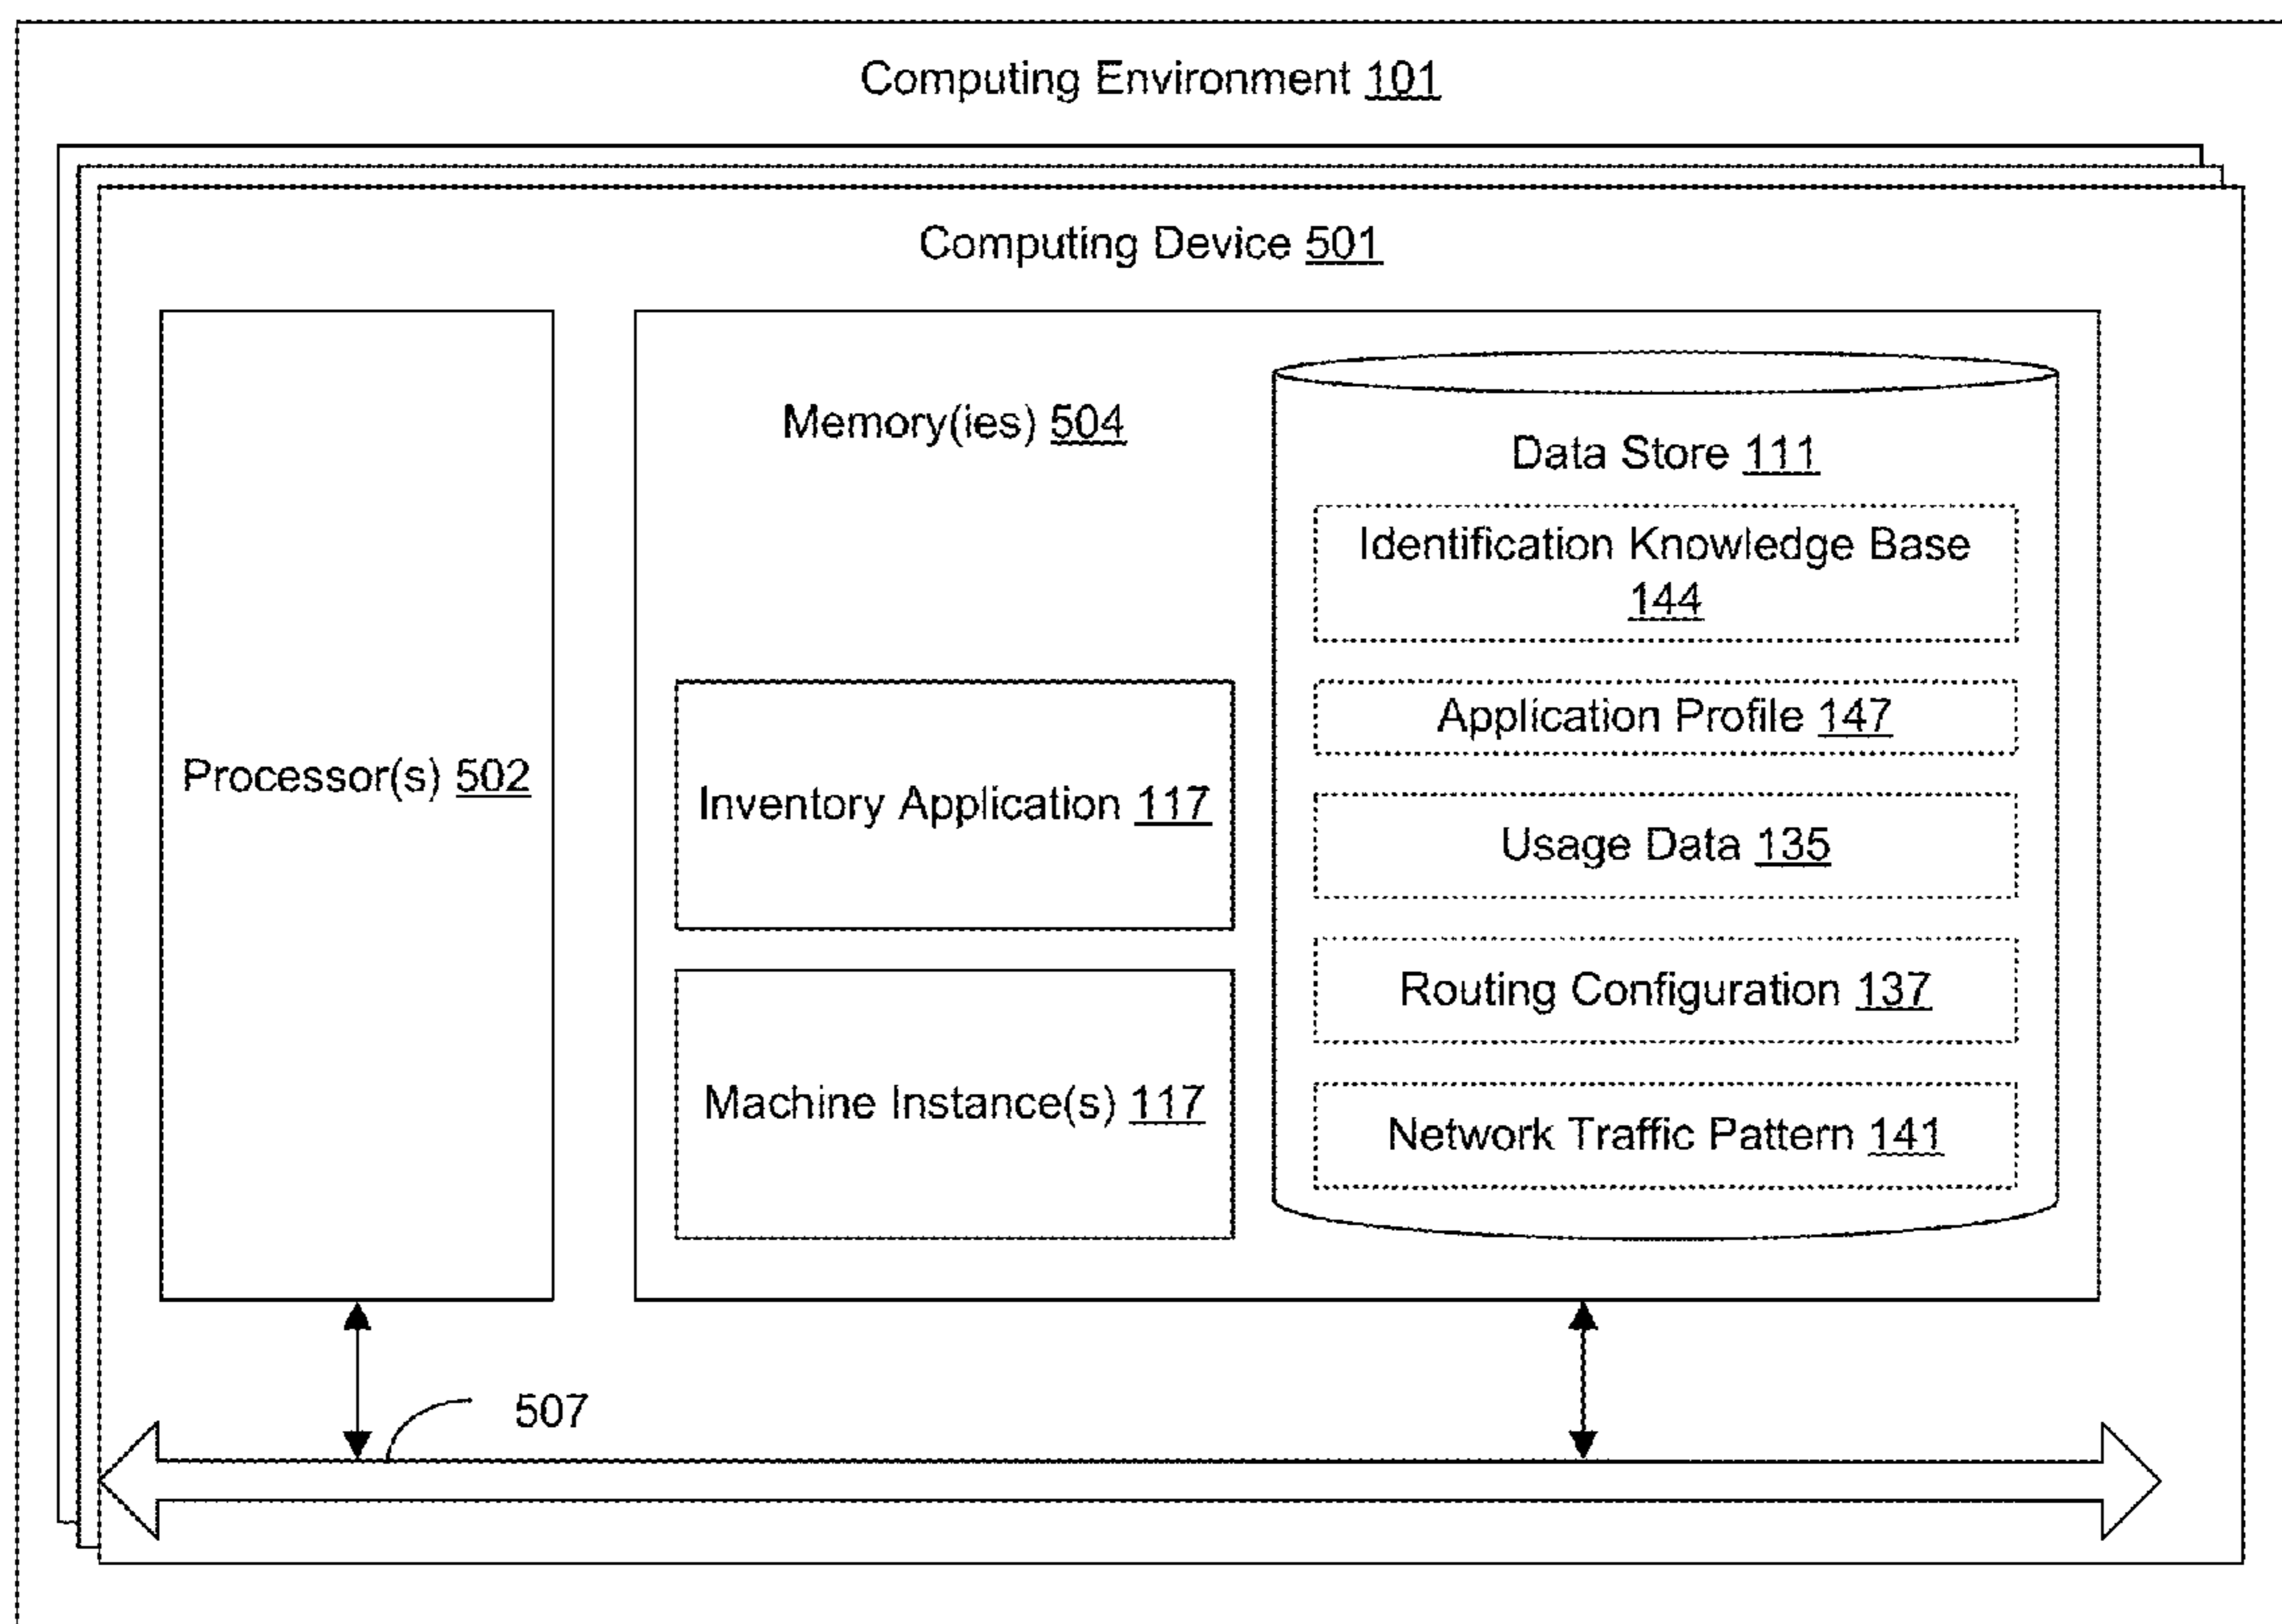 Computing Environment 101
Computing Device 501
Processor(s) 502
Memory(ies) 504
Inventory Application 117
Machine Instance(s) 117
Data Store 111
Identification Knowledge Base
144
Application Profile 147
Usage Data 135
Routing Configuration 137
Network Traffic Pattern 141
507